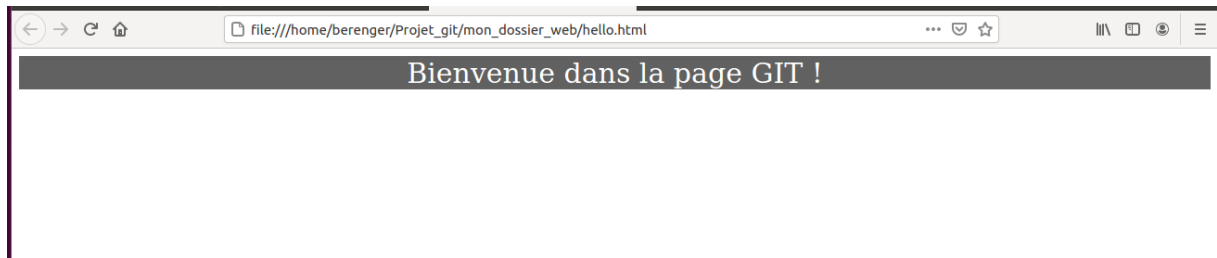 file:///home/berenger/Projet_git/mon_dossier_web/hello.html
Bienvenue dans la page GIT !